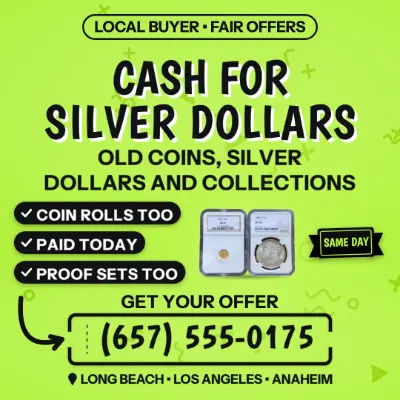 LOCAL BUYER • FAIR OFFERS
CASH FOR
SILVER DOLLARS
OLD COINS, SILVER
DOLLARS AND COLLECTIONS
COIN ROLLS TOO
PAID TODAY
PROOF SETS TOO
SAME DAY
GET YOUR OFFER
(657) 555-0175
LONG BEACH • LOS ANGELES • ANAHEIM